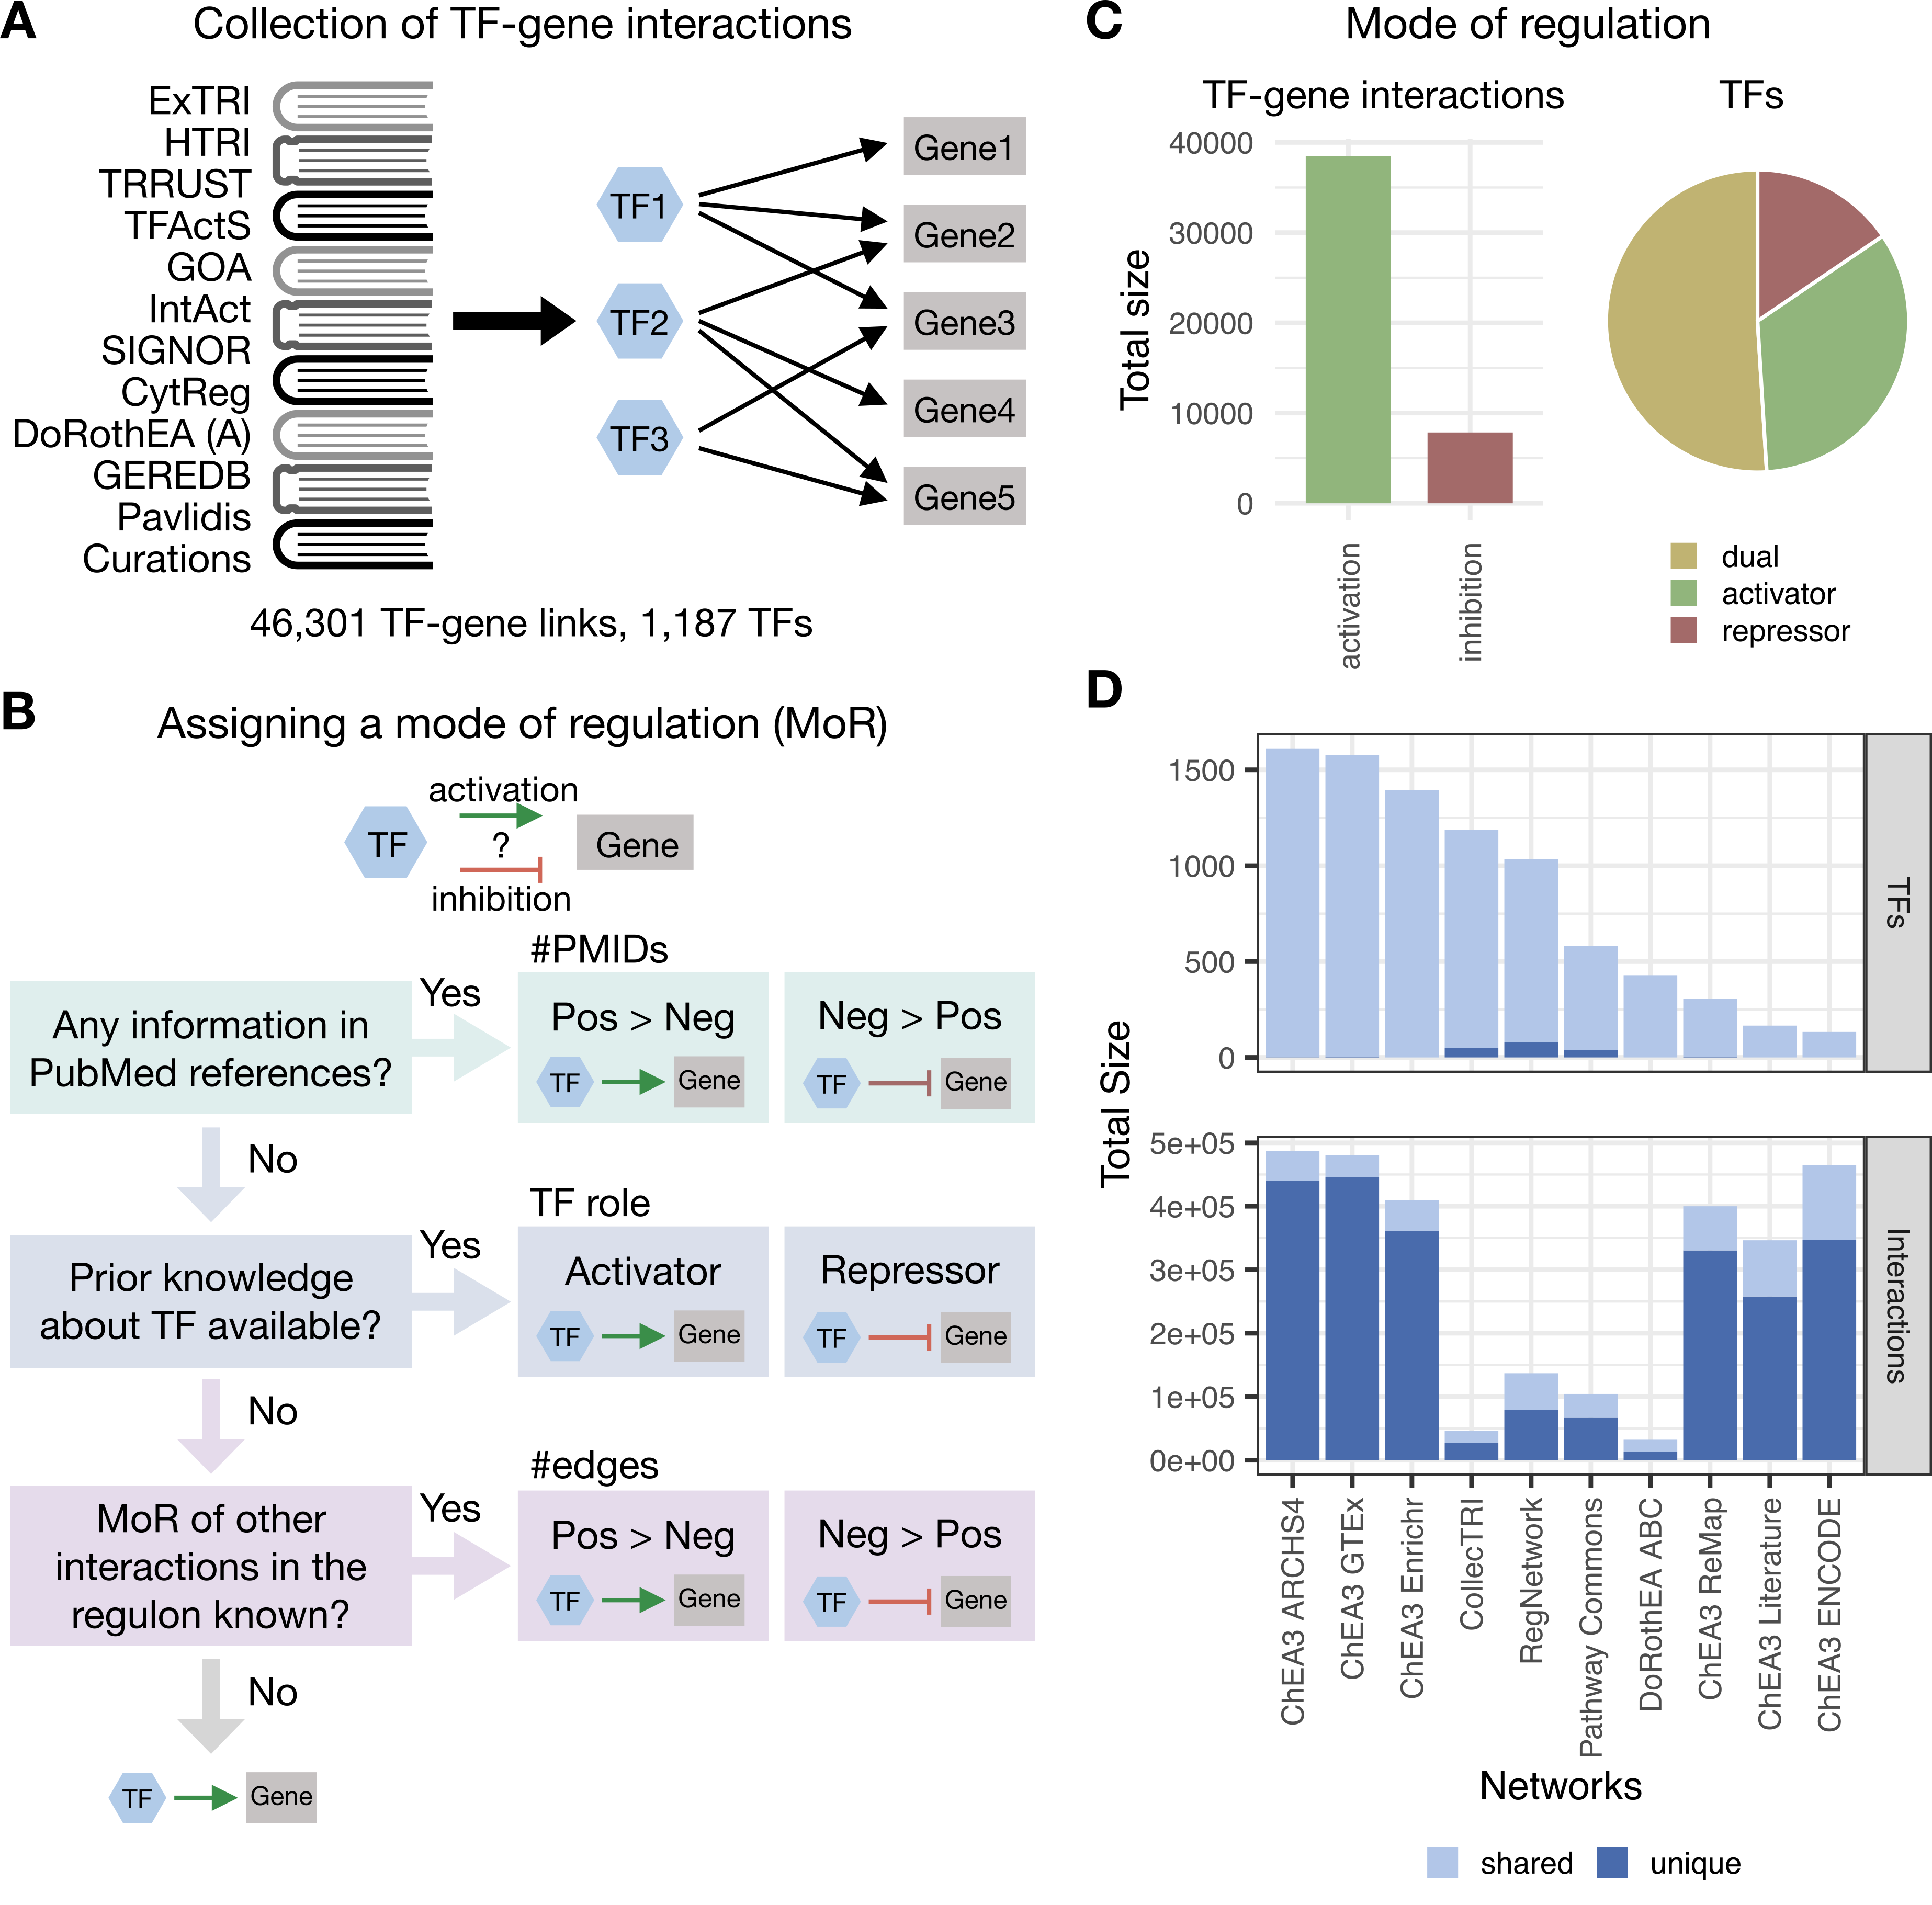 A
Collection of TF-gene interactions
ExTRI
HTRI
TRRUST
TFActS
GOA
IntAct
SIGNOR
CytReg
DoRothEA (A)
GEREDB
Pavlidis
Curations
TF1
TF2
TF3
Gene1
Gene2
Gene3
Gene4
Gene5
46,301 TF-gene links, 1,187 TFs
B
Assigning a mode of regulation (MoR)
activation
TF
?
Gene
inhibition
#PMIDs
Any information in
PubMed references?
Yes
Pos > Neg
TF
Gene
Neg > Pos
TF
Gene
No
TF role
Prior knowledge
about TF available?
Yes
Activator
TF
Gene
Repressor
TF
Gene
No
#edges
MoR of other
interactions in the
regulon known?
Yes
Pos > Neg
TF
Gene
Neg > Pos
TF
Gene
No
TF
Gene
C
Mode of regulation
TF-gene interactions
Total size
40000
30000
20000
10000
0
activation
inhibition
TFs
dual
activator
repressor
D
Total Size
1500
1000
500
0
TFs
5e+05
4e+05
3e+05
2e+05
1e+05
0e+00
Interactions
ChEA3 ARCHS4
ChEA3 GTEx
ChEA3 Enrichr
CollecTRI
RegNetwork
Pathway Commons
DoRothEA ABC
ChEA3 ReMap
ChEA3 Literature
ChEA3 ENCODE
Networks
shared
unique